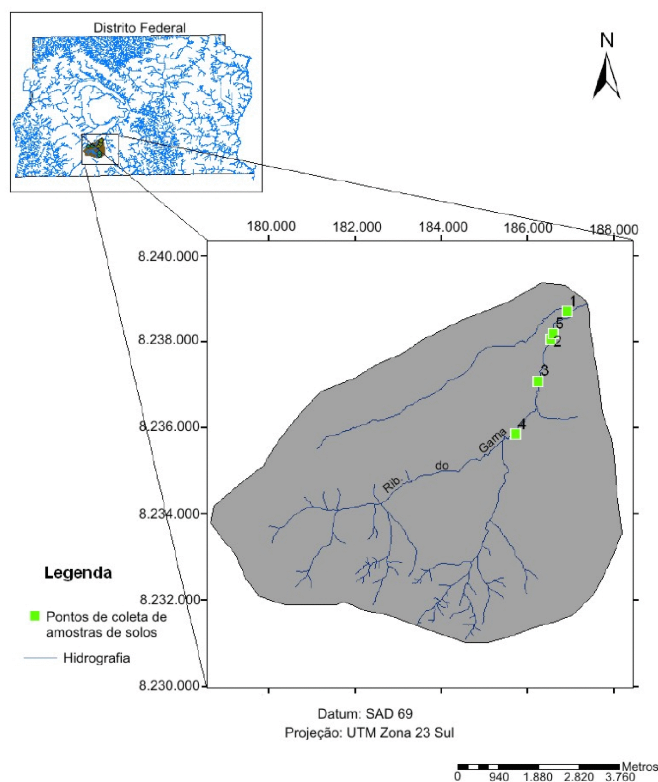 Distrito Federal
N
180.000 182.000 184.000 186.000 188.000
8.240.000
8.238.000
8.236.000
8.234.000
8.232.000
8.230.000
1
5
2
3
4
Rib. do Gama
Legenda
Pontos de coleta de
amostras de solos
Hidrografia
Datum: SAD 69
Projeção: UTM Zona 23 Sul
Metros
0 940 1.880 2.820 3.760